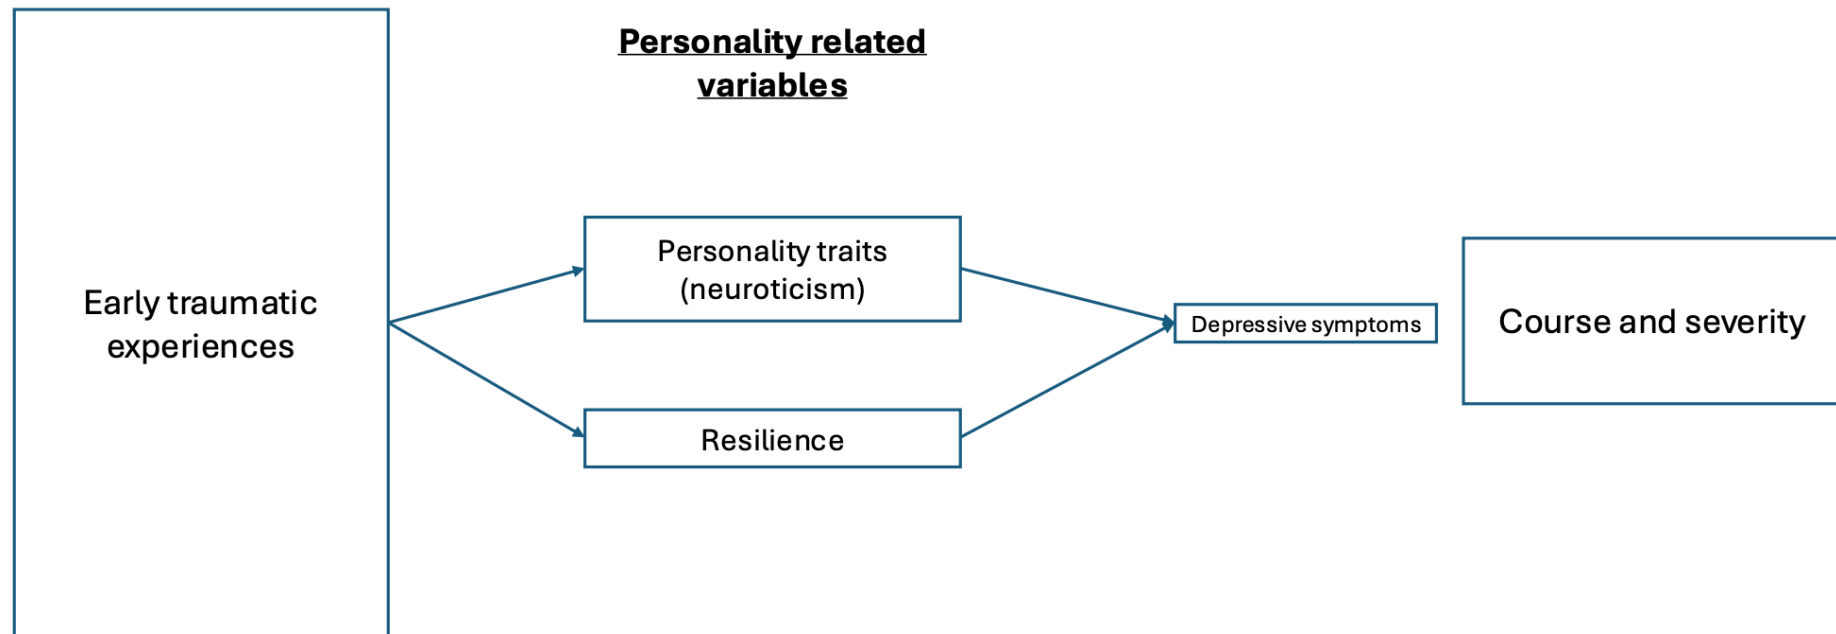 Personality related
variables
Early traumatic
experiences
Personality traits
(neuroticism)
Resilience
Depressive symptoms
Course and severity